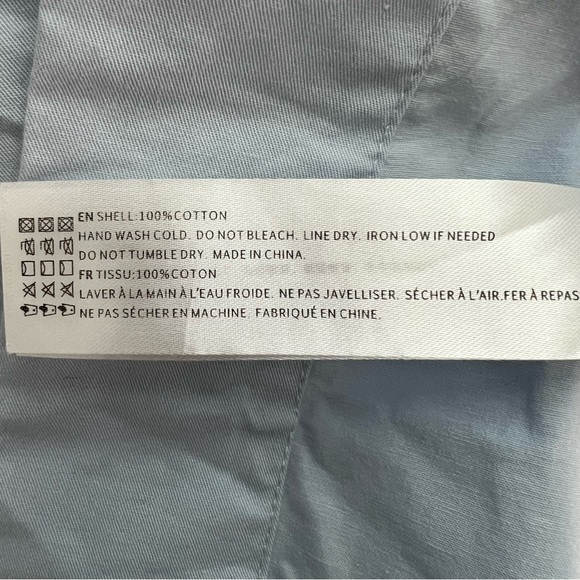 EN SHELL:100%COTTON
HAND WASH COLD. DO NOT BLEACH. LINE DRY. IRON LOW IF NEEDED
DO NOT TUMBLE DRY. MADE IN CHINA.
FR TISSU:100%COTON
LAVER À LA MAIN À L'EAU FROIDE. NE PAS JAVELLISER. SÉCHER À L'AIR.FER À REPAS
NE PAS SÉCHER EN MACHINE. FABRIQUÉ EN CHINE.